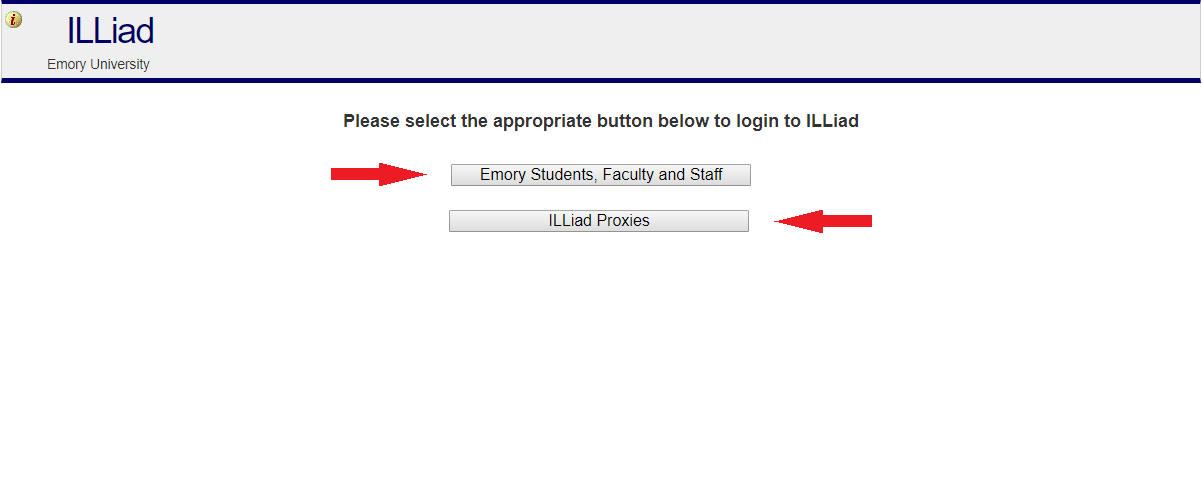 i
ILLiad
Emory University
Please select the appropriate button below to login to ILLiad
Emory Students, Faculty and Staff
ILLiad Proxies